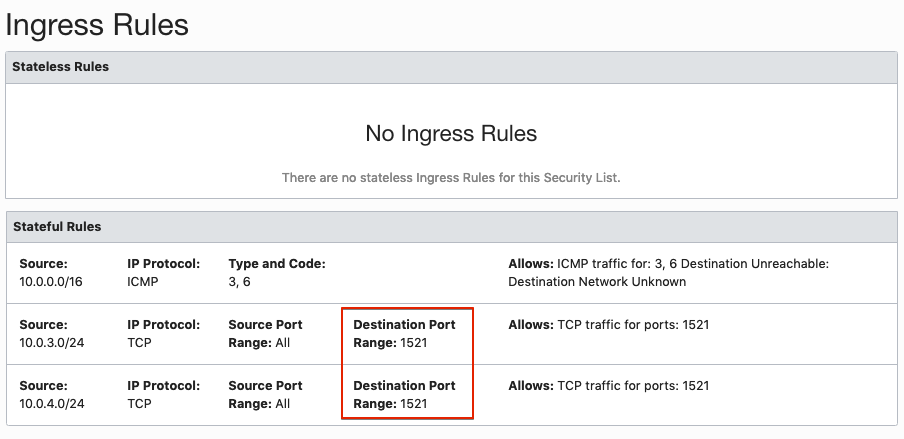 Ingress Rules
Stateless Rules
No Ingress Rules
There are no stateless Ingress Rules for this Security List.
Stateful Rules
Source: IP Protocol: Type and Code: Allows: ICMP traffic for: 3, 6 Destination Unreachable:
10.0.0.0/16 ICMP 3, 6 Destination Network Unknown
Source: IP Protocol: Source Port Destination Port Allows: TCP traffic for ports: 1521
10.0.3.0/24 TCP Range: All Range: 1521
Source: IP Protocol: Source Port Destination Port Allows: TCP traffic for ports: 1521
10.0.4.0/24 TCP Range: All Range: 1521